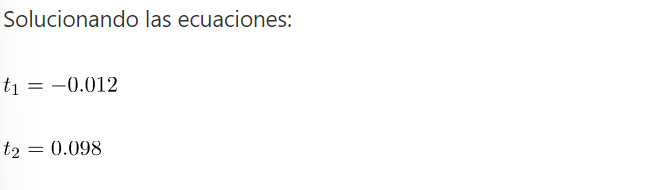 Solucionando las ecuaciones:
t₁ = −0.012
t₂ = 0.098